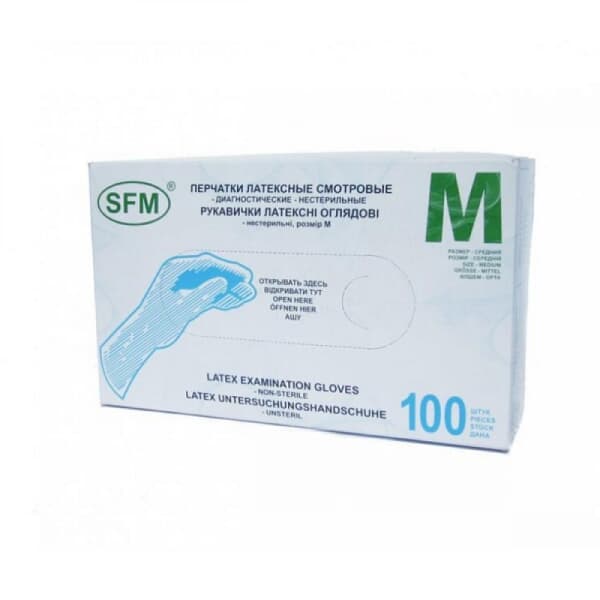 SFM®
ПЕРЧАТКИ ЛАТЕКСНЫЕ СМОТРОВЫЕ
- ДИАГНОСТИЧЕСКИЕ - НЕСТЕРИЛЬНЫЕ
РУКАВИЧКИ ЛАТЕКСНІ ОГЛЯДОВІ
- нестерильні, розмір М
M
РАЗМЕР - СРЕДНИЙ
РОЗМІР - СЕРЕДНІЙ
SIZE - MEDIUM
GRÖSSE - MITTEL
ӨЛШЕМ - ОРТА
ОТКРЫВАТЬ ЗДЕСЬ
ВІДКРИВАТИ ТУТ
OPEN HERE
ÖFFNEN HIER
АШУ
LATEX EXAMINATION GLOVES
- NON-STERILE
LATEX UNTERSUCHUNGSHANDSCHUHE
- UNSTERIL
100
ШТУК
PIECES
STÜCK
ДАНА